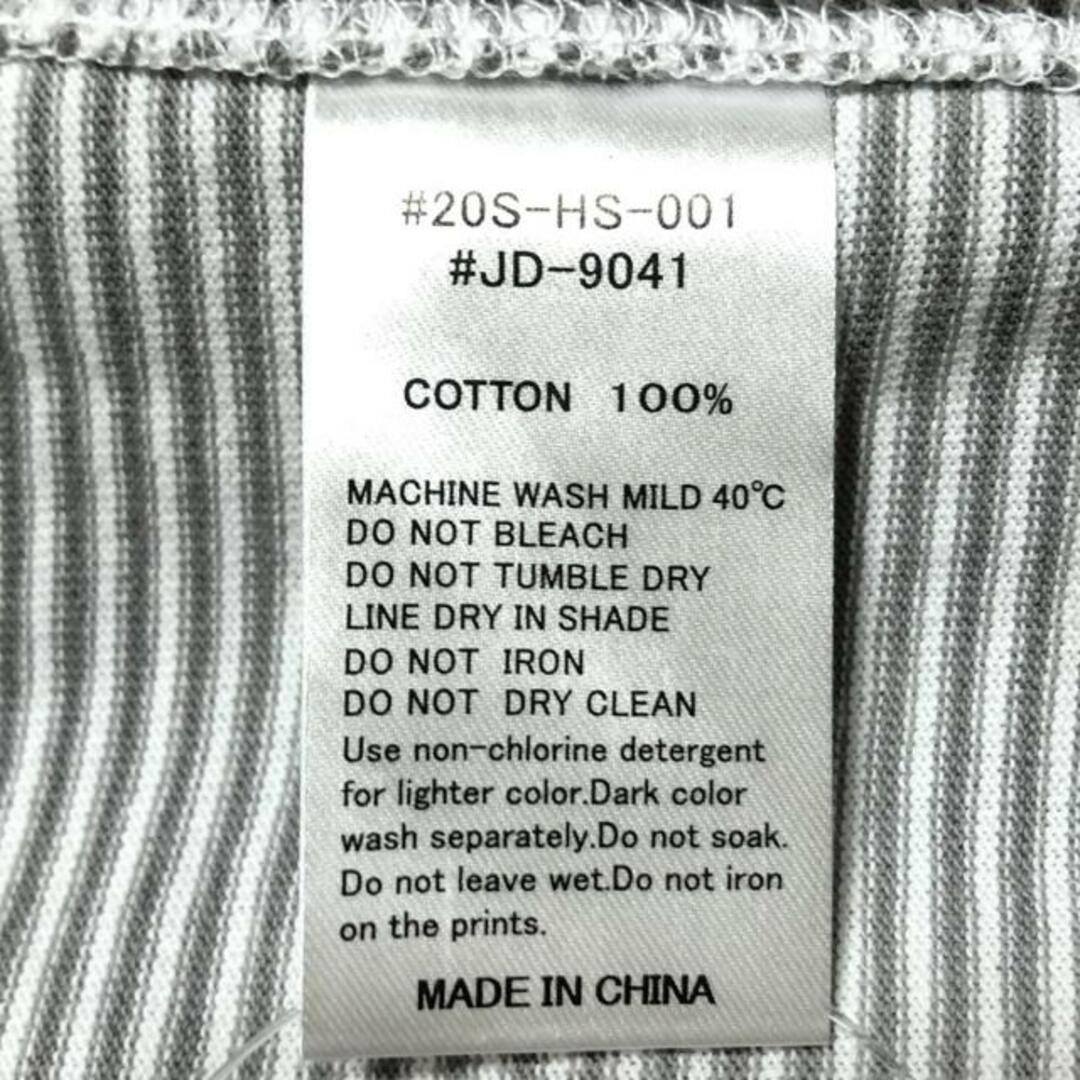 #20S-HS-001
#JD-9041
COTTON 100%
MACHINE WASH MILD 40℃
DO NOT BLEACH
DO NOT TUMBLE DRY
LINE DRY IN SHADE
DO NOT IRON
DO NOT DRY CLEAN
Use non-chlorine detergent
for lighter color.Dark color
wash separately.Do not soak.
Do not leave wet.Do not iron
on the prints.
MADE IN CHINA